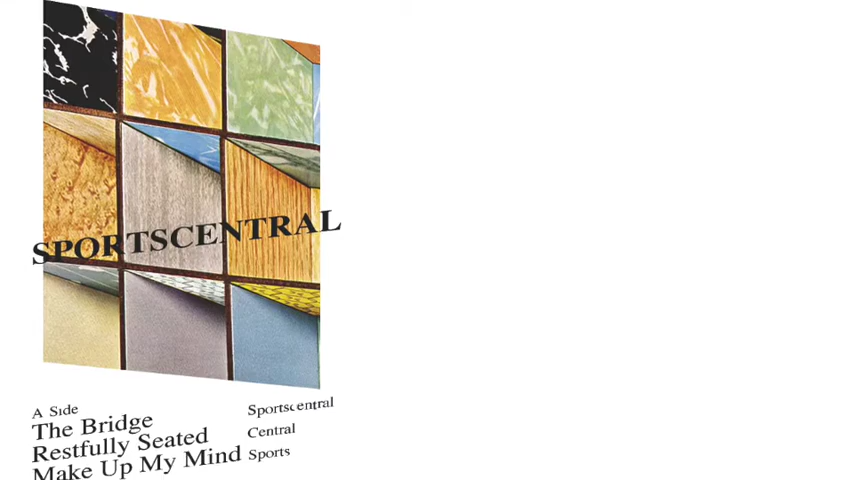 SPORTSCENTRAL
A Side
The Bridge
Restfully Seated
Make Up My Mind
Sportscentral
Central
Sports